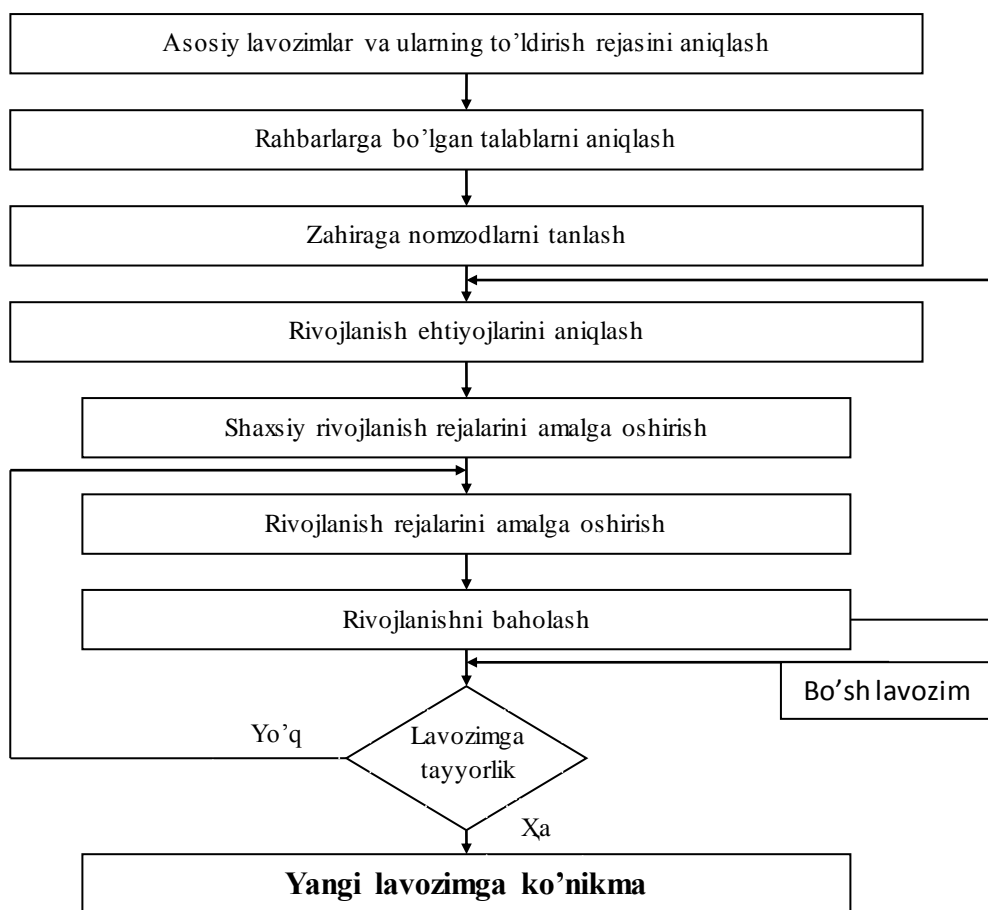 Asosiy lavozimlar va ularning to’ldirish rejasini aniqlash
Rahbarlarga bo’lgan talablarni aniqlash
Zahiraga nomzodlarni tanlash
Rivojlanish ehtiyojlarini aniqlash
Shaxsiy rivojlanish rejalarini amalga oshirish
Rivojlanish rejalarini amalga oshirish
Rivojlanishni baholash
Bo’sh lavozim
Yo’q
Lavozimga
tayyorlik
Ҳa
Yangi lavozimga ko’nikma